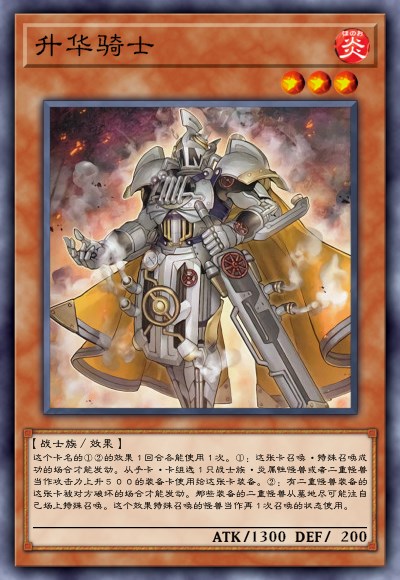 升华骑士
ほのお
炎
【战士族／效果】
这个卡名的①②的效果1回合各能使用1次。①：这张卡召唤·特殊召唤成
功的场合才能发动。从手卡·卡组选1只战士族·炎属性怪兽或者二重怪兽
当作攻击力上升500的装备卡使用给这张卡装备。②：有二重怪兽装备的
这张卡被对方破坏的场合才能发动。那些装备的二重怪兽从墓地尽可能往自
己场上特殊召唤。这个效果特殊召唤的怪兽当作再1次召唤的状态使用。
ATK/1300 DEF/ 200